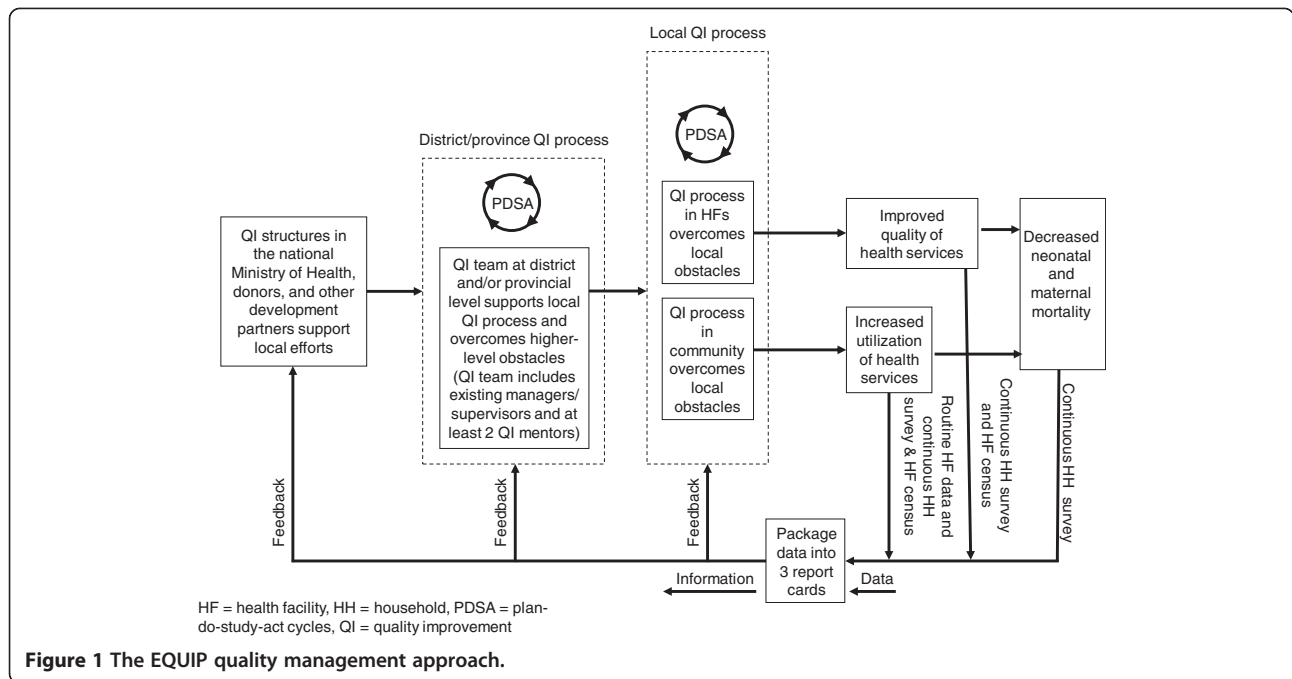 Local QI process
District/province QI process
PDSA
PDSA
QI structures in
the national
Ministry of Health,
donors, and other
development
partners support
local efforts
QI team at district
and/or provincial
level supports local
QI process and
overcomes higher-
level obstacles
(QI team includes
existing managers/
supervisors and at
least 2 QI mentors)
QI process
in HFs
overcomes
local
obstacles
QI process
in
community
overcomes
local
obstacles
Improved
quality of
health services
Increased
utilization
of health
services
Decreased
neonatal
and
maternal
mortality
Routine HF data and
continuous HH
survey & HF census
Continuous HH survey
and HF census
Continuous HH survey
Feedback
Feedback
Feedback
Package
data into
3 report
cards
Information
Data
HF = health facility, HH = household, PDSA = plan-
do-study-act cycles, QI = quality improvement
Figure 1 The EQUIP quality management approach.